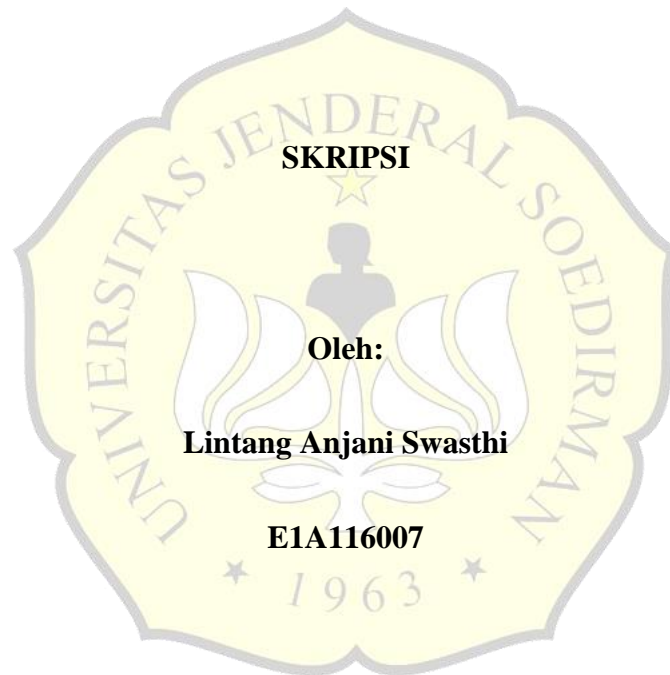 UNIVERSITAS JENDERAL SOEDIRMAN
SKRIPSI
Oleh:
Lintang Anjani Swasthi
E1A116007
1963